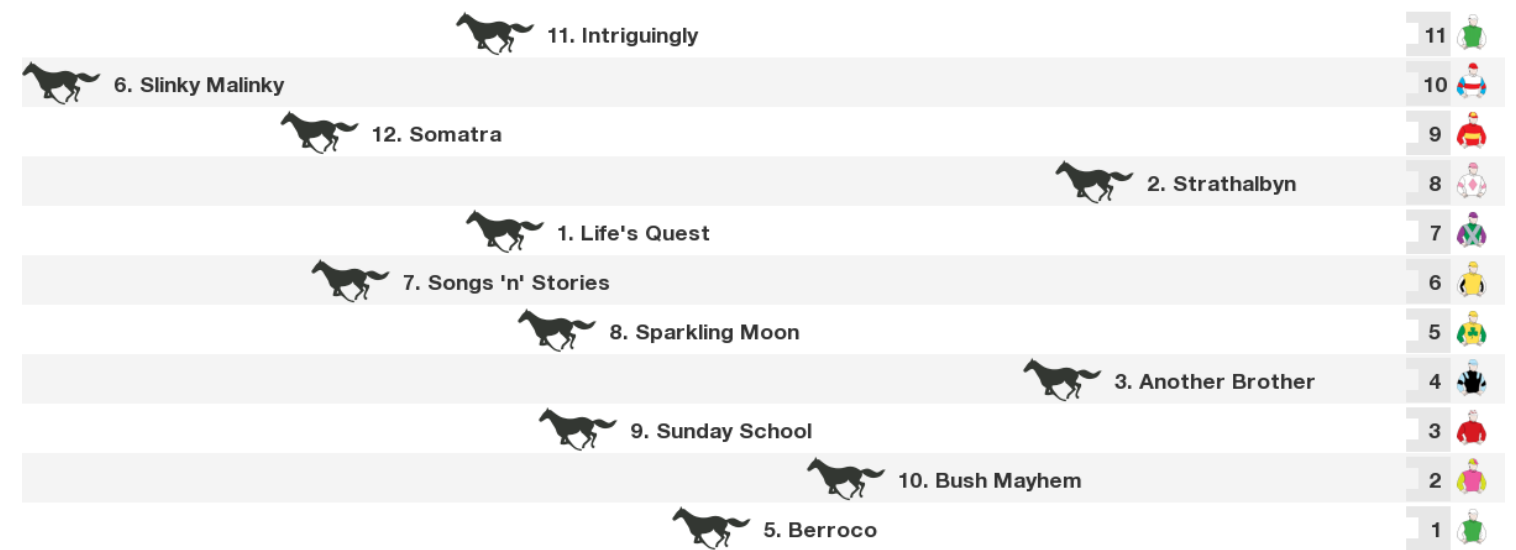 11. Intriguingly 11
6. Slinky Malinky 10
12. Somatra 9
2. Strathalbyn 8
1. Life's Quest 7
7. Songs 'n' Stories 6
8. Sparkling Moon 5
3. Another Brother 4
9. Sunday School 3
10. Bush Mayhem 2
5. Berroco 1